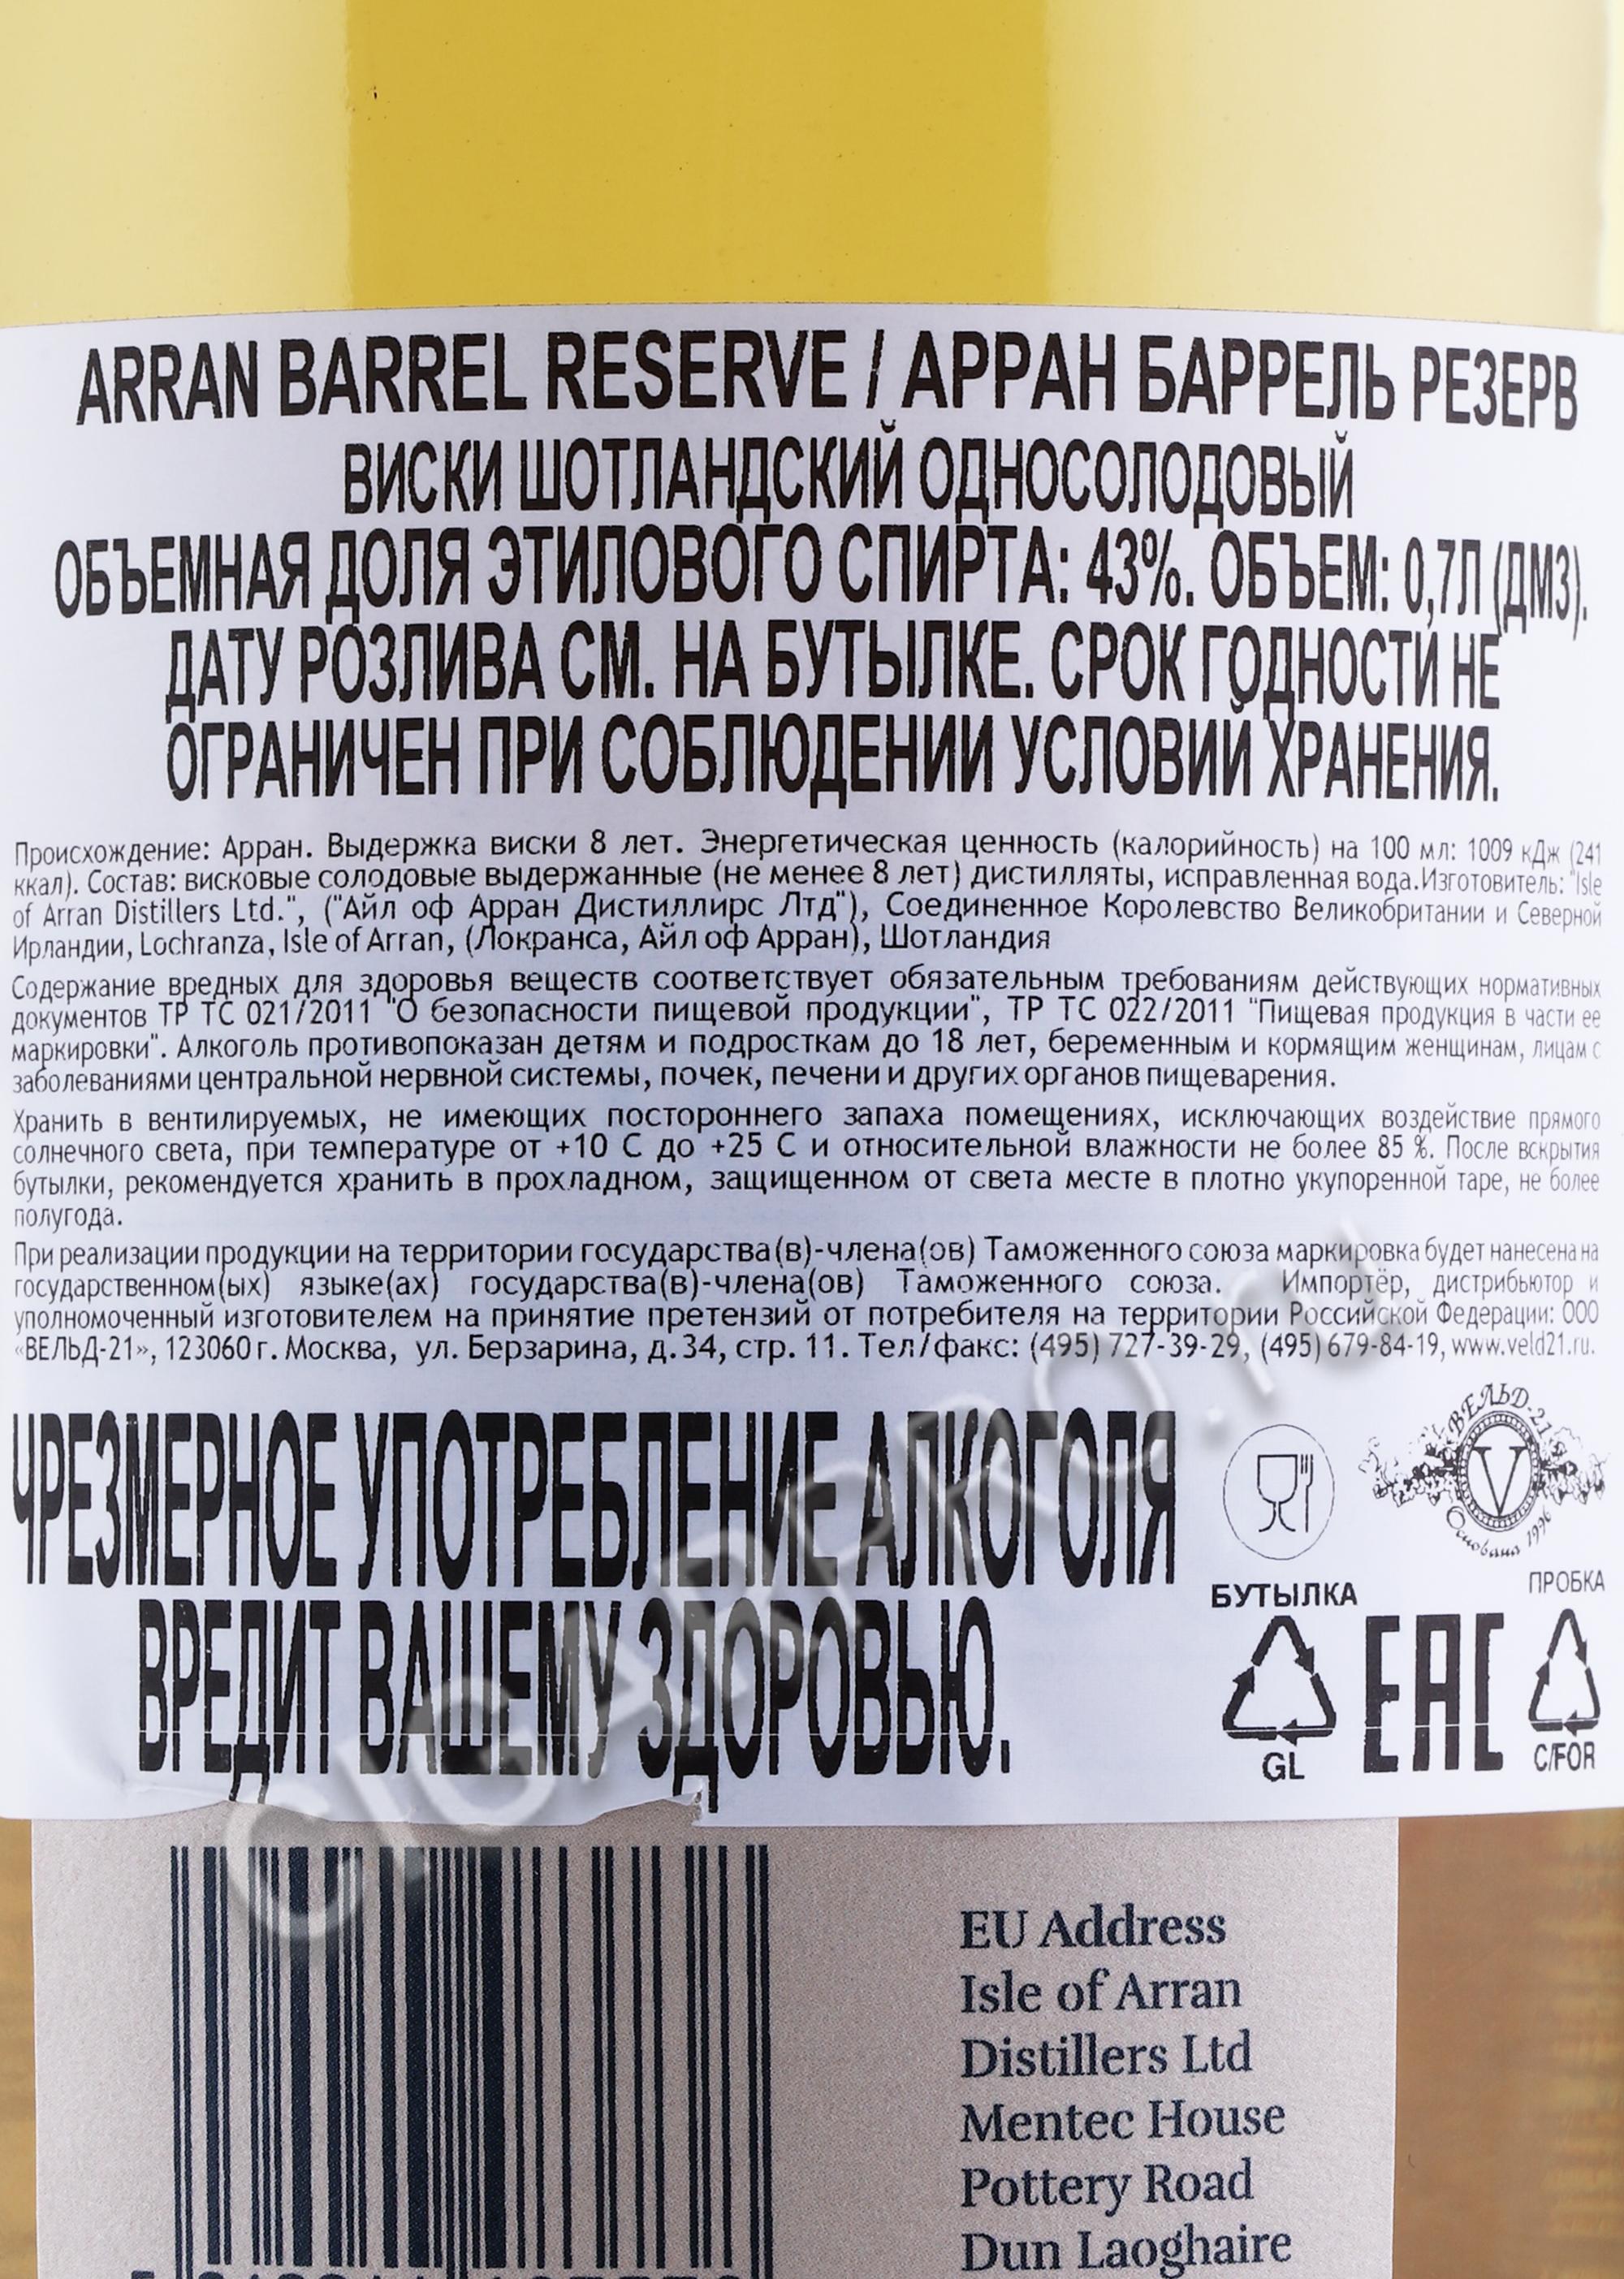 ARRAN BARREL RESERVE / АРРАН БАРРЕЛЬ РЕЗЕРВ
ВИСКИ ШОТЛАНДСКИЙ ОДНОСОЛОДОВЫЙ
ОБЪЕМНАЯ ДОЛЯ ЭТИЛОВОГО СПИРТА: 43%. ОБЪЕМ: 0,7Л (ДМ3).
ДАТУ РОЗЛИВА СМ. НА БУТЫЛКЕ. СРОК ГОДНОСТИ НЕ
ОГРАНИЧЕН ПРИ СОБЛЮДЕНИИ УСЛОВИЙ ХРАНЕНИЯ.
Происхождение: Арран. Выдержка виски 8 лет. Энергетическая ценность (калорийность) на 100 мл: 1009 кДж (241
ккал). Состав: висковые солодовые выдержанные (не менее 8 лет) дистилляты, исправленная вода.Изготовитель: "Isle
of Arran Distillers Ltd.", ("Айл оф Арран Дистиллирс Лтд"), Соединенное Королевство Великобритании и Северной
Ирландии, Lochranza, Isle of Arran, (Локранса, Айл оф Арран), Шотландия
Содержание вредных для здоровья веществ соответствует обязательным требованиям действующих нормативных
документов ТР ТС 021/2011 "О безопасности пищевой продукции", ТР ТС 022/2011 "Пищевая продукция в части ее
маркировки". Алкоголь противопоказан детям и подросткам до 18 лет, беременным и кормящим женщинам, лицам с
заболеваниями центральной нервной системы, почек, печени и других органов пищеварения.
Хранить в вентилируемых, не имеющих постороннего запаха помещениях, исключающих воздействие прямого
солнечного света, при температуре от +10 С до +25 С и относительной влажности не более 85 %. После вскрытия
бутылки, рекомендуется хранить в прохладном, защищенном от света месте в плотно укупоренной таре, не более
полугода.
При реализации продукции на территории государства(в)-члена(ов) Таможенного союза маркировка будет нанесена на
государственном(ых) языке(ах) государства(в)-члена(ов) Таможенного союза. Импортёр, дистрибьютор и
уполномоченный изготовителем на принятие претензий от потребителя на территории Российской Федерации: ООО
«ВЕЛЬД-21», 123060 г. Москва, ул. Берзарина, д.34, стр. 11. Тел/факс: (495) 727-39-29, (495) 679-84-19, www.veld21.ru.
ЧРЕЗМЕРНОЕ УПОТРЕБЛЕНИЕ АЛКОГОЛЯ
ВРЕДИТ ВАШЕМУ ЗДОРОВЬЮ.
ВЕЛЬД-21
V
Основана 1996
БУТЫЛКА
ПРОБКА
GL
EAC
C/FOR
CIGARPRO.ru
EU Address
Isle of Arran
Distillers Ltd
Mentec House
Pottery Road
Dun Laoghaire